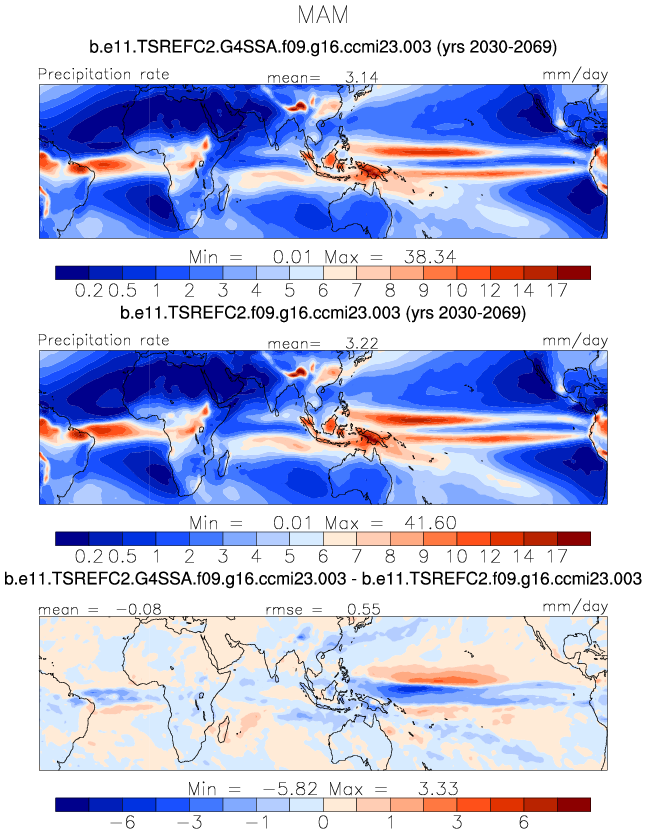 MAM
b.e11.TSREFC2.G4SSA.f09.g16.ccmi23.003 (yrs 2030-2069)
Precipitation rate mean= 3.14 mm/day
Min = 0.01 Max = 38.34
0.2 0.5 1 2 3 4 5 6 7 8 9 10 12 14 17
b.e11.TSREFC2.f09.g16.ccmi23.003 (yrs 2030-2069)
Precipitation rate mean= 3.22 mm/day
Min = 0.01 Max = 41.60
0.2 0.5 1 2 3 4 5 6 7 8 9 10 12 14 17
b.e11.TSREFC2.G4SSA.f09.g16.ccmi23.003 - b.e11.TSREFC2.f09.g16.ccmi23.003
mean = -0.08 rmse = 0.55 mm/day
Min = -5.82 Max = 3.33
-6 -3 -1 0 1 3 6